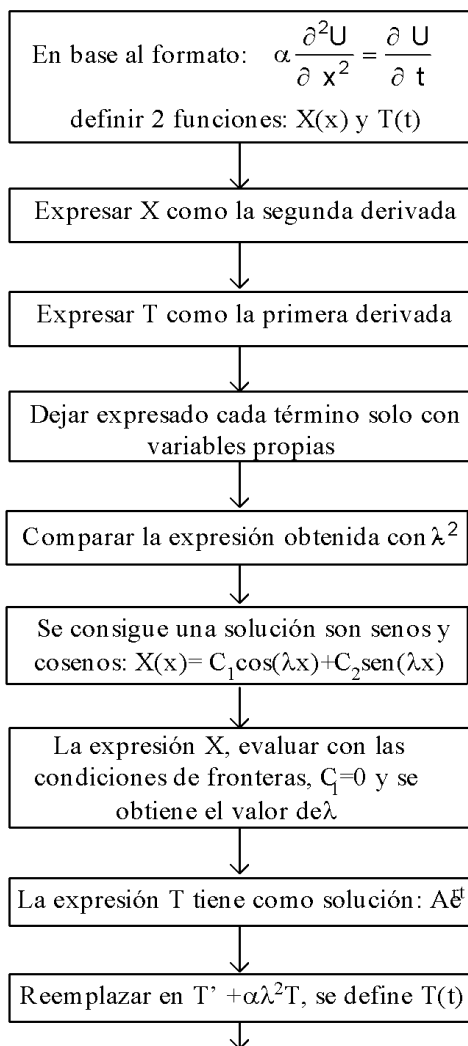 En base al formato: α ∂²U / ∂ x² = ∂ U / ∂ t
definir 2 funciones: X(x) y T(t)
Expresar X como la segunda derivada
Expresar T como la primera derivada
Dejar expresado cada término solo con
variables propias
Comparar la expresión obtenida con λ²
Se consigue una solución son senos y
cosenos: X(x)= C₁cos(λx)+C₂sen(λx)
La expresión X, evaluar con las
condiciones de fronteras, C₁=0 y se
obtiene el valor de λ
La expresión T tiene como solución: Ae^rt
Reemplazar en T' +αλ²T, se define T(t)